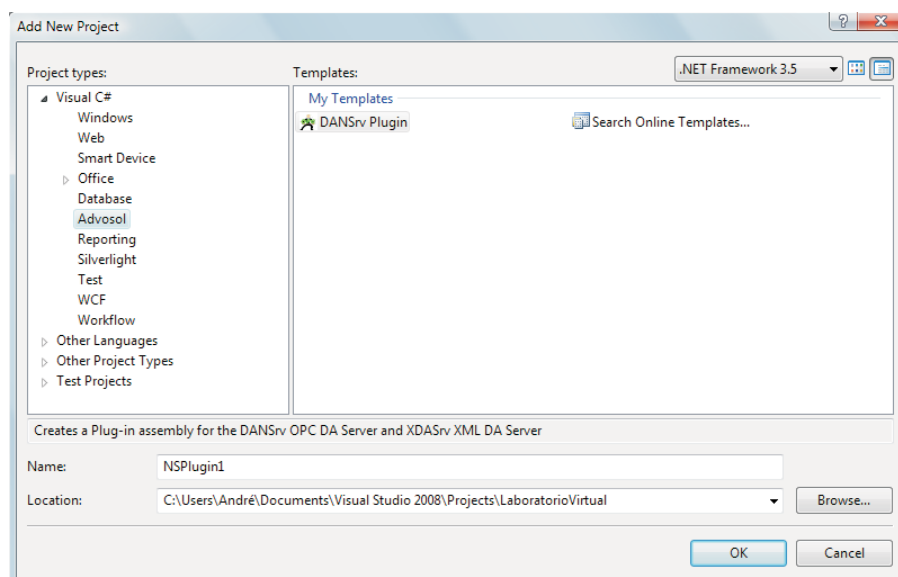 Add New Project
Project types:
Templates:
.NET Framework 3.5
Visual C#
Windows
Web
Smart Device
Office
Database
Advosol
Reporting
Silverlight
Test
WCF
Workflow
Other Languages
Other Project Types
Test Projects
My Templates
DANSrv Plugin
Search Online Templates...
Creates a Plug-in assembly for the DANSrv OPC DA Server and XDASrv XML DA Server
Name:
NSPlugin1
Location:
C:\Users\André\Documents\Visual Studio 2008\Projects\LaboratorioVirtual
Browse...
OK
Cancel